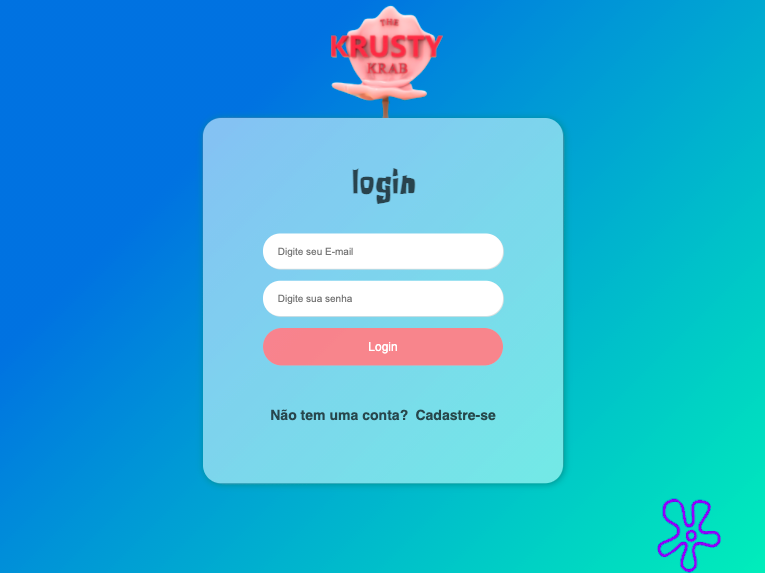 THE
KRUSTY
KRAB
login
Digite seu E-mail
Digite sua senha
Login
Não tem uma conta? Cadastre-se